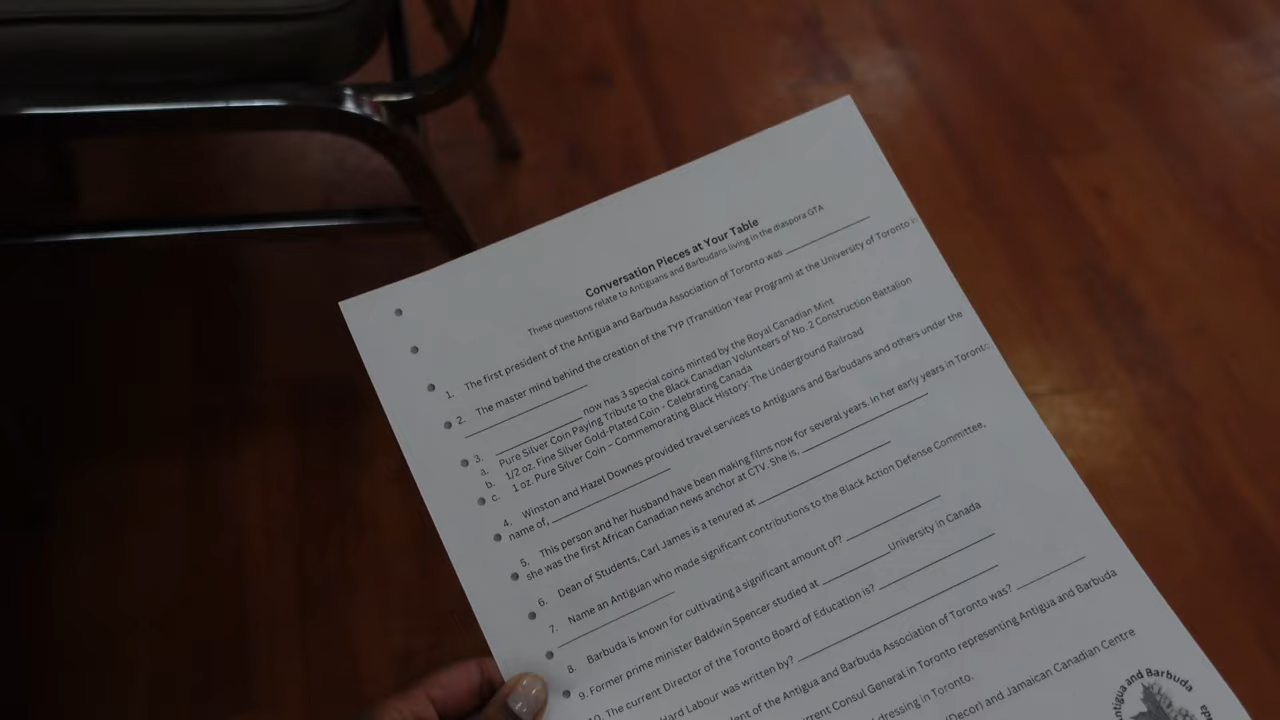 Conversation Pieces at Your Table
These questions relate to Antiguans and Barbudans living in the diaspora GTA
1. The first president of the Antigua and Barbuda Association of Toronto was ____________
2. The master mind behind the creation of the TYP (Transition Year Program) at the University of Toronto
____________
3. ____________ now has 3 special coins minted by the Royal Canadian Mint
a. Pure Silver Coin Paying Tribute to the Black Canadian Volunteers of No. 2 Construction Battalion
b. 1/2 oz. Fine Silver Gold-Plated Coin - Celebrating Canada
c. 1 oz. Pure Silver Coin – Commemorating Black History: The Underground Railroad
4. Winston and Hazel Downes provided travel services to Antiguans and Barbudans and others under the
name of, ____________
5. This person and her husband have been making films now for several years. In her early years in Toronto
she was the first African Canadian news anchor at CTV. She is, ____________
6. Dean of Students, Carl James is a tenured at ____________
7. Name an Antiguan who made significant contributions to the Black Action Defense Committee,
____________
8. Barbuda is known for cultivating a significant amount of? ____________
9. Former prime minister Baldwin Spencer studied at ____________ University in Canada
10. The current Director of the Toronto Board of Education is? ____________
Hard Labour was written by? ____________
of the Antigua and Barbuda Association of Toronto was? ____________
Consul General in Toronto representing Antigua and Barbuda
in Toronto.
(Decor) and Jamaican Canadian Centre
and Barbuda